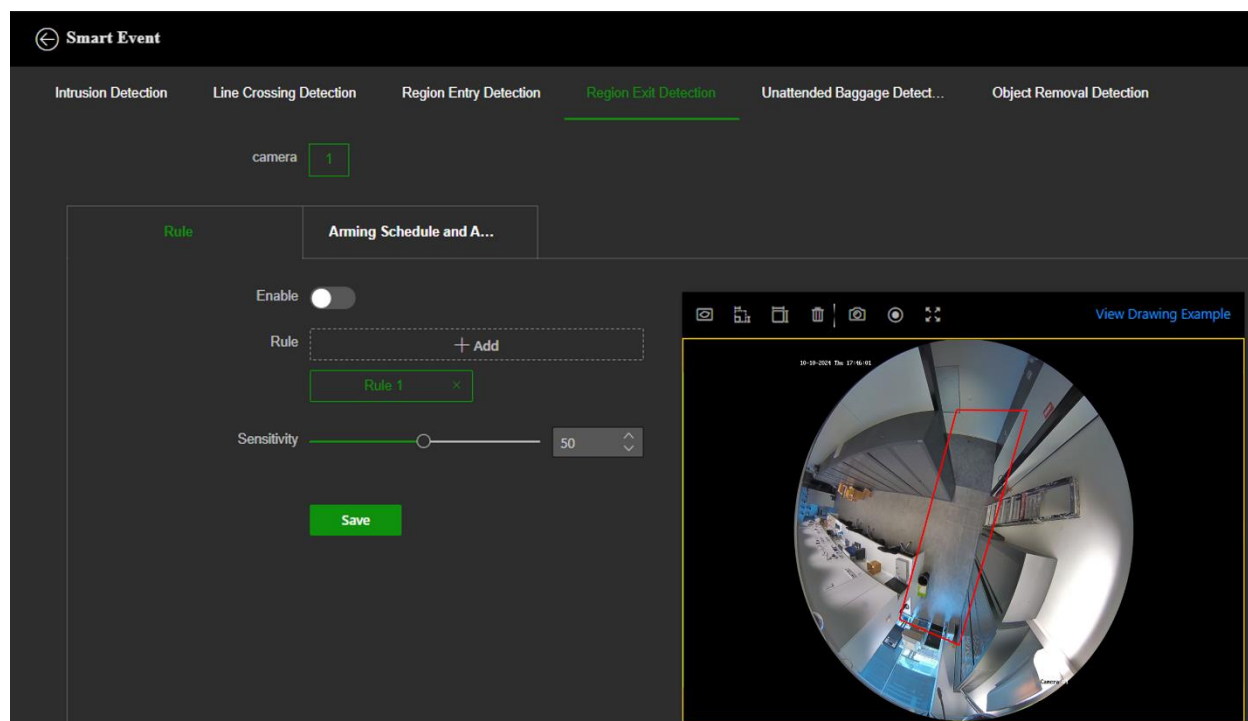 Smart Event
Intrusion Detection Line Crossing Detection Region Entry Detection Region Exit Detection Unattended Baggage Detect... Object Removal Detection
camera 1
Rule Arming Schedule and A...
Enable
View Drawing Example
Rule + Add
Rule 1 ×
10-10-2024 Thu 17:46:01
Sensitivity 50
Save
Camera